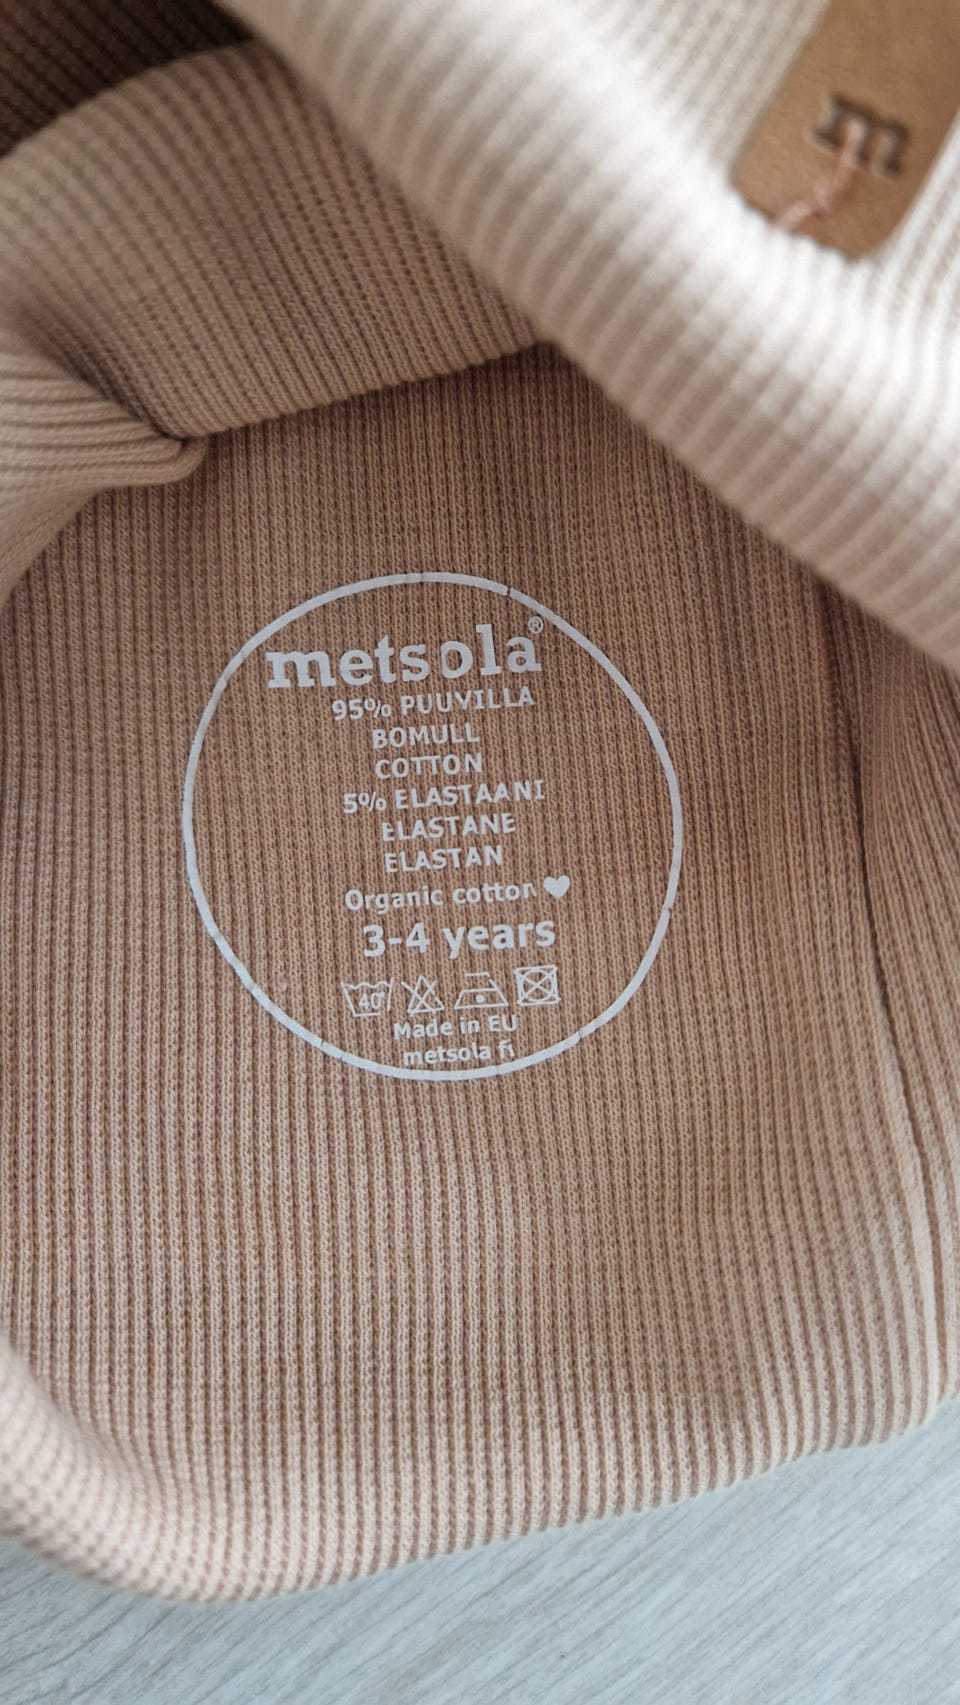 m
metsola®
95% PUUVILLA
BOMULL
COTTON
5% ELASTAANI
ELASTANE
ELASTAN
Organic cotton ♥
3-4 years
40°
Made in EU
metsola.fi